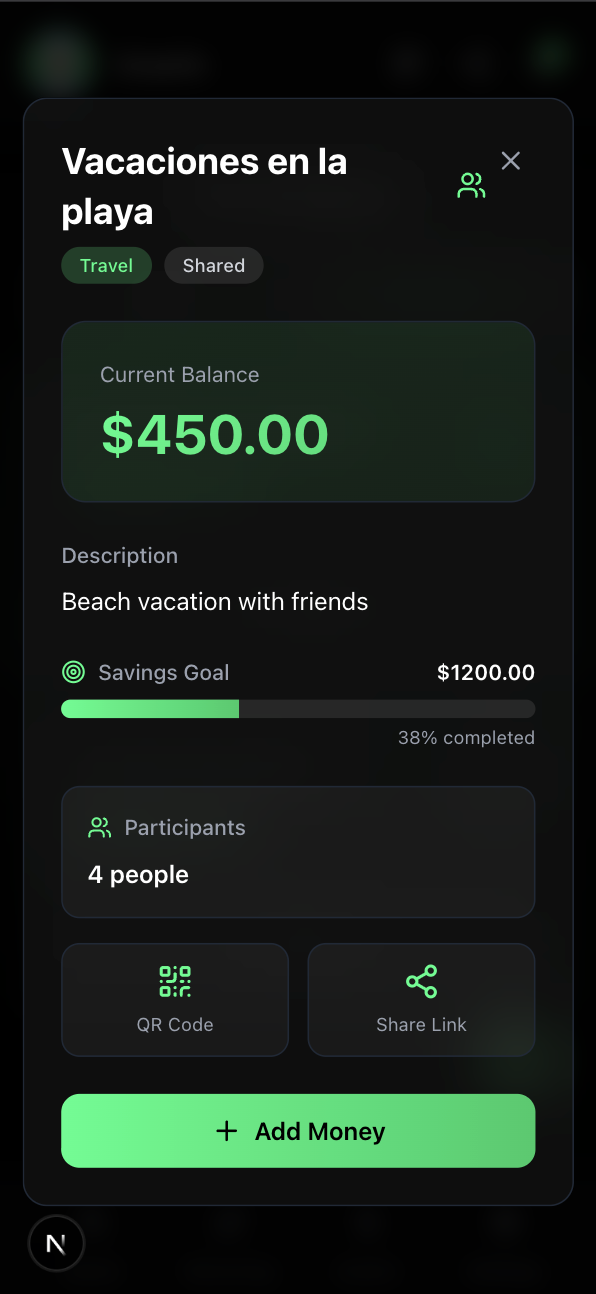 Vacaciones en la
playa
Travel
Shared
Current Balance
$450.00
Description
Beach vacation with friends
Savings Goal
$1200.00
38% completed
Participants
4 people
QR Code
Share Link
Add Money
N